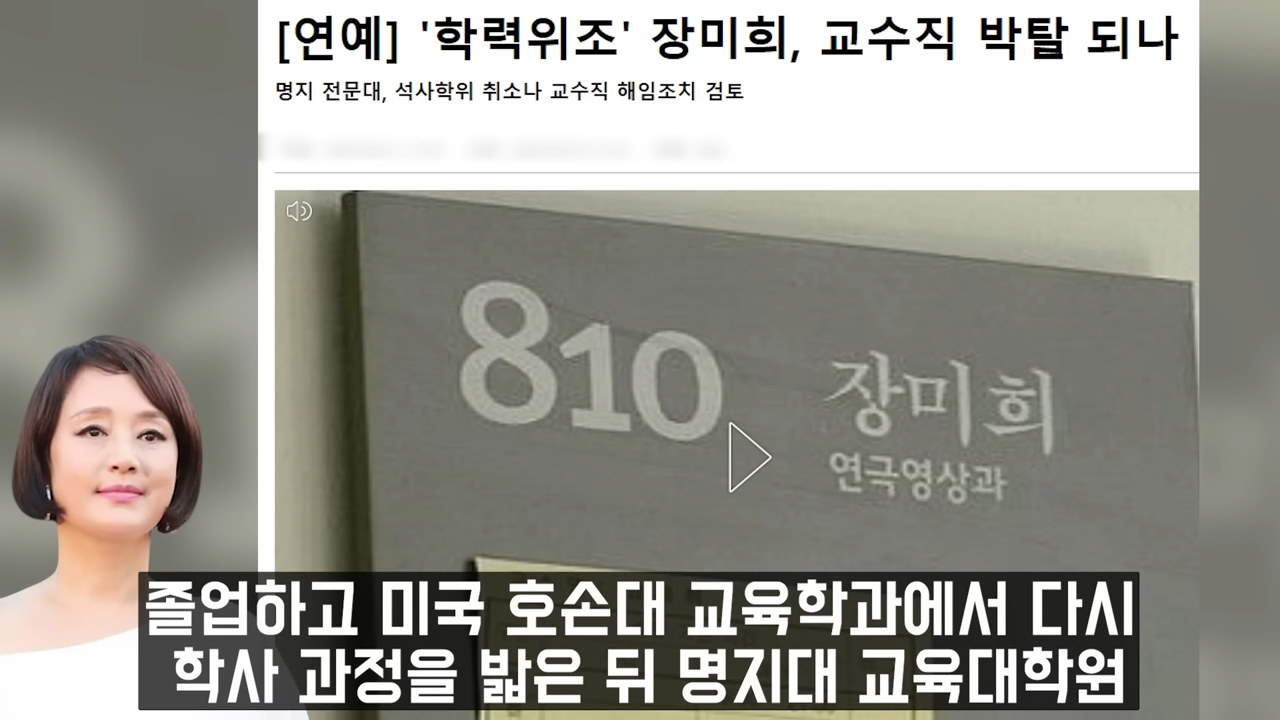 [연예] '학력위조' 장미희, 교수직 박탈 되나
명지 전문대, 석사학위 취소나 교수직 해임조치 검토
810
장미희
연극영상과
졸업하고 미국 호손대 교육학과에서 다시
학사 과정을 밟은 뒤 명지대 교육대학원